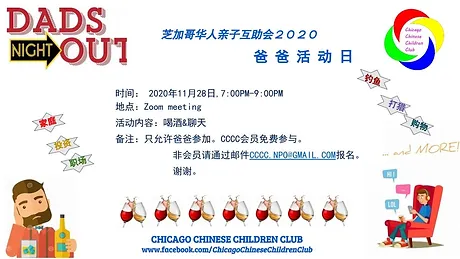 DADS
NIGHT
OUT
芝加哥华人亲子互助会2020
爸爸活动日
Chicago
Chinese
Children
Club
时间: 2020年11月28日,7:00PM-9:00PM
地点: Zoom meeting
活动内容: 喝酒&聊天
备注: 只允许爸爸参加。CCCC会员免费参与。
非会员请通过邮件CCCC.NPO@GMAIL.COM报名。
谢谢。
家庭
投资
职场
钓鱼
打猎
购物
... and MORE!
HI!
LOL
CHICAGO CHINESE CHILDREN CLUB
www.facebook.com/ChicagoChineseChildrenClub